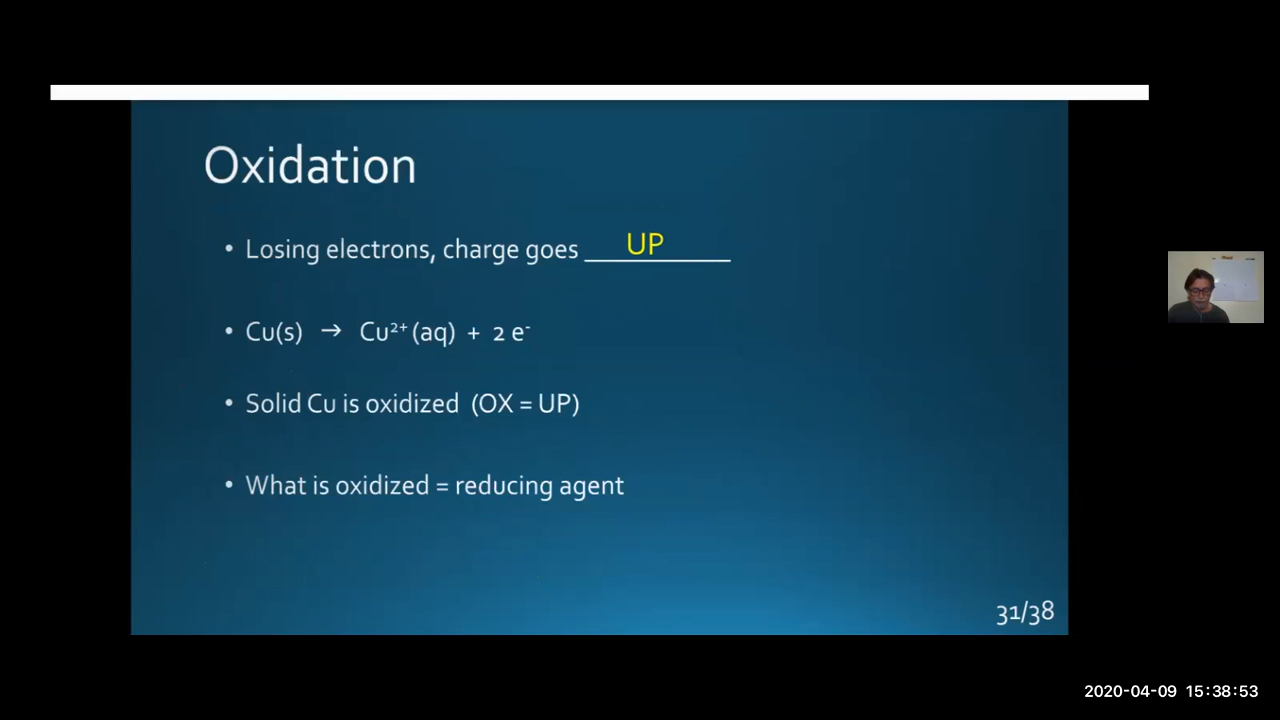 Oxidation
• Losing electrons, charge goes __________ UP
• Cu(s) → Cu²⁺ (aq) + 2 e⁻
• Solid Cu is oxidized (OX = UP)
• What is oxidized = reducing agent
31/38
2020-04-09 15:38:53